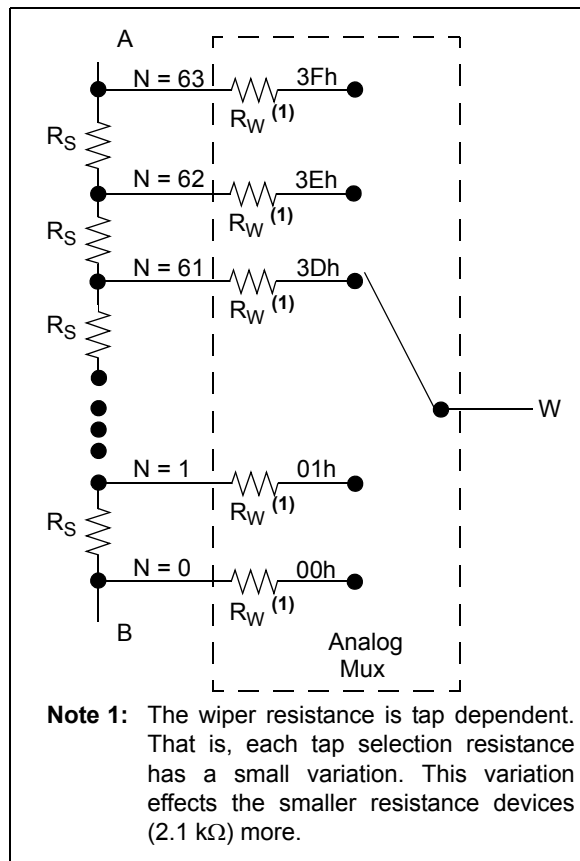 A
N = 63 3Fh
RW (1)
RS
N = 62 3Eh
RW (1)
RS
N = 61 3Dh
RW (1)
RS
W
N = 1 01h
RW (1)
RS
N = 0 00h
RW (1)
B
Analog
Mux
Note 1: The wiper resistance is tap dependent.
That is, each tap selection resistance
has a small variation. This variation
effects the smaller resistance devices
(2.1 kΩ) more.